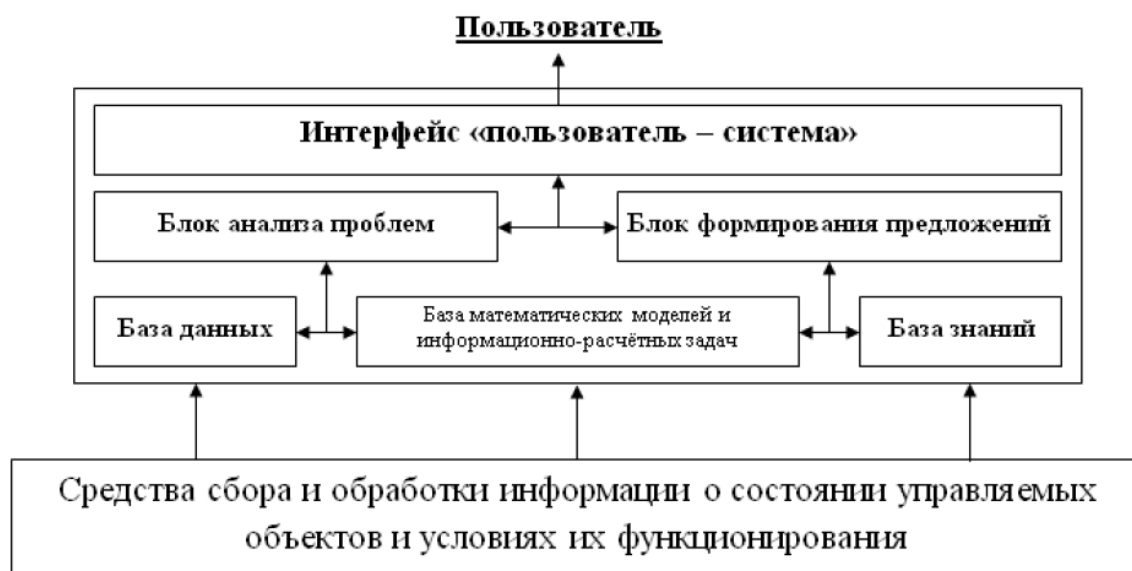 Пользователь
Интерфейс «пользователь – система»
Блок анализа проблем
Блок формирования предложений
База данных
База математических моделей и
информационно-расчётных задач
База знаний
Средства сбора и обработки информации о состоянии управляемых
объектов и условиях их функционирования